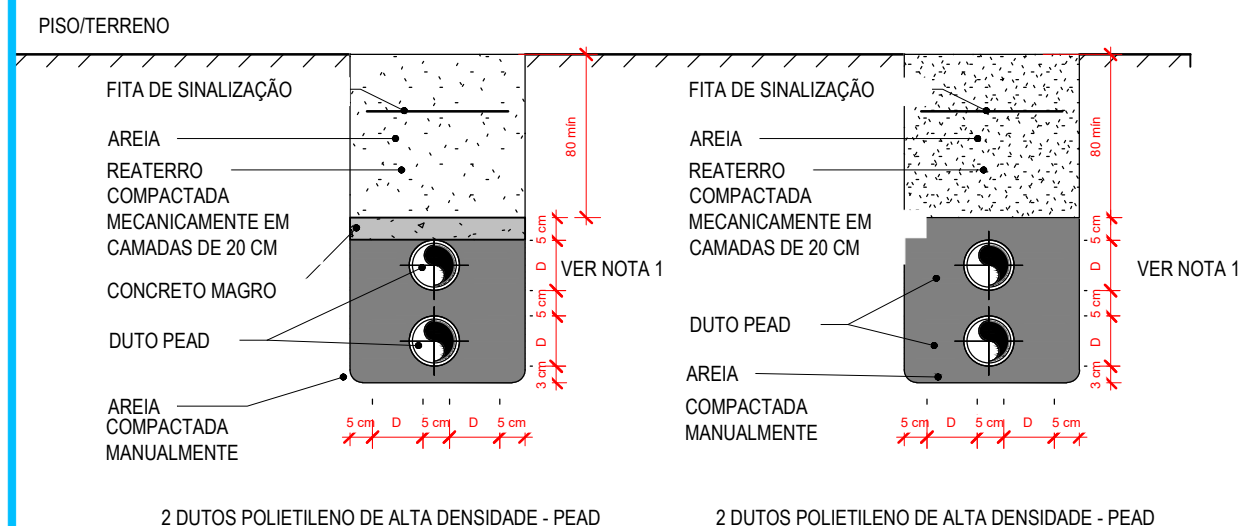 PISO/TERRENO
FITA DE SINALIZAÇÃO
AREIA
REATERRO
COMPACTADA
MECANICAMENTE EM
CAMADAS DE 20 CM
CONCRETO MAGRO
DUTO PEAD
AREIA
COMPACTADA
MANUALMENTE
80 mín
5 cm
D
5 cm
D
3 cm
VER NOTA 1
5 cm
D
5 cm
D
5 cm
2 DUTOS POLIETILENO DE ALTA DENSIDADE - PEAD
FITA DE SINALIZAÇÃO
AREIA
REATERRO
COMPACTADA
MECANICAMENTE EM
CAMADAS DE 20 CM
DUTO PEAD
AREIA
COMPACTADA
MANUALMENTE
80 mín
5 cm
D
5 cm
D
3 cm
VER NOTA 1
5 cm
D
5 cm
D
5 cm
2 DUTOS POLIETILENO DE ALTA DENSIDADE - PEAD